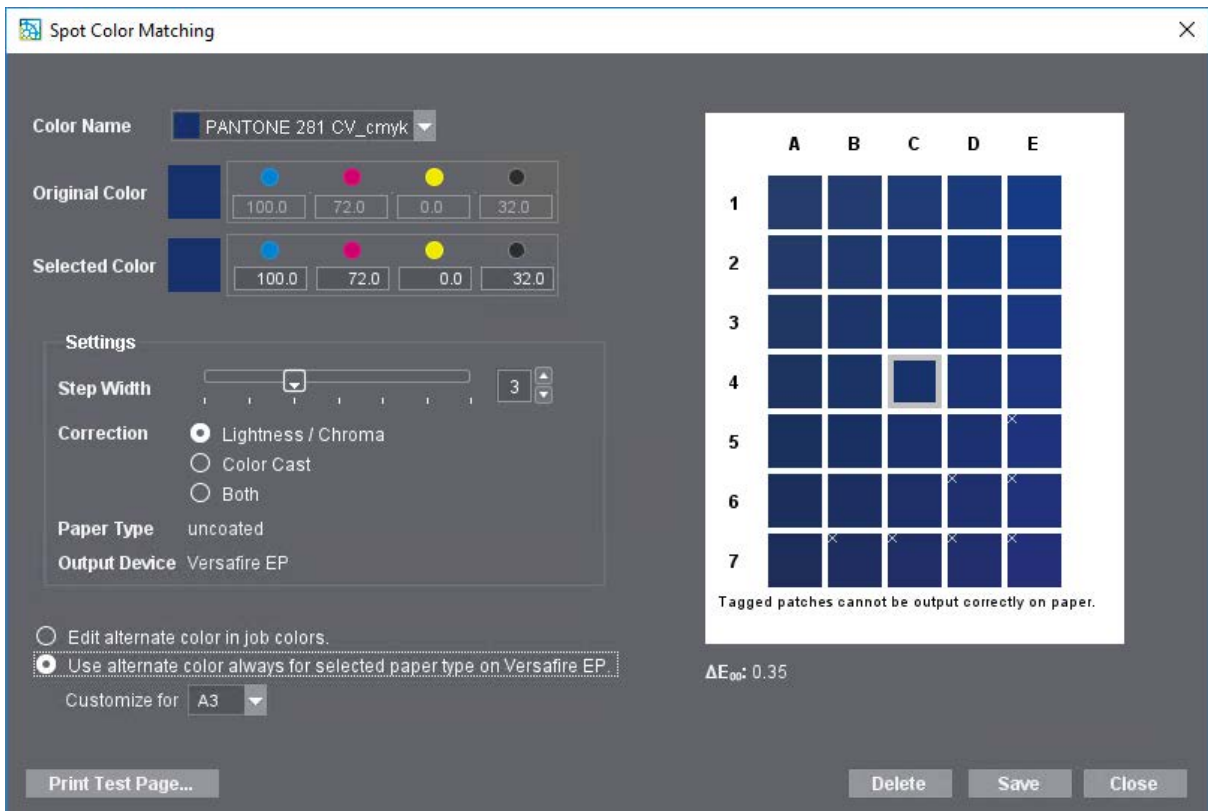 Spot Color Matching
Color Name PANTONE 281 CV_cmyk
Original Color 100.0 72.0 0.0 32.0
Selected Color 100.0 72.0 0.0 32.0
Settings
Step Width 3
Correction Lightness / Chroma
Color Cast
Both
Paper Type uncoated
Output Device Versafire EP
Edit alternate color in job colors.
Use alternate color always for selected paper type on Versafire EP.
Customize for A3
Print Test Page...
A B C D E
1
2
3
4
5
6
7
Tagged patches cannot be output correctly on paper.
ΔE₀₀: 0.35
Delete Save Close